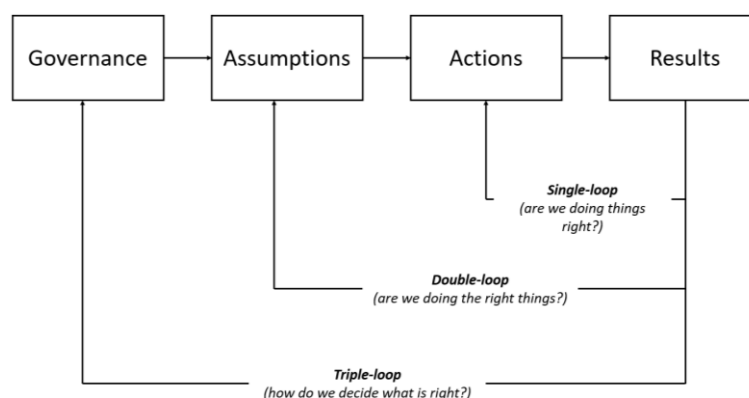 Governance
Assumptions
Actions
Results
Single-loop
(are we doing things
right?)
Double-loop
(are we doing the right things?)
Triple-loop
(how do we decide what is right?)